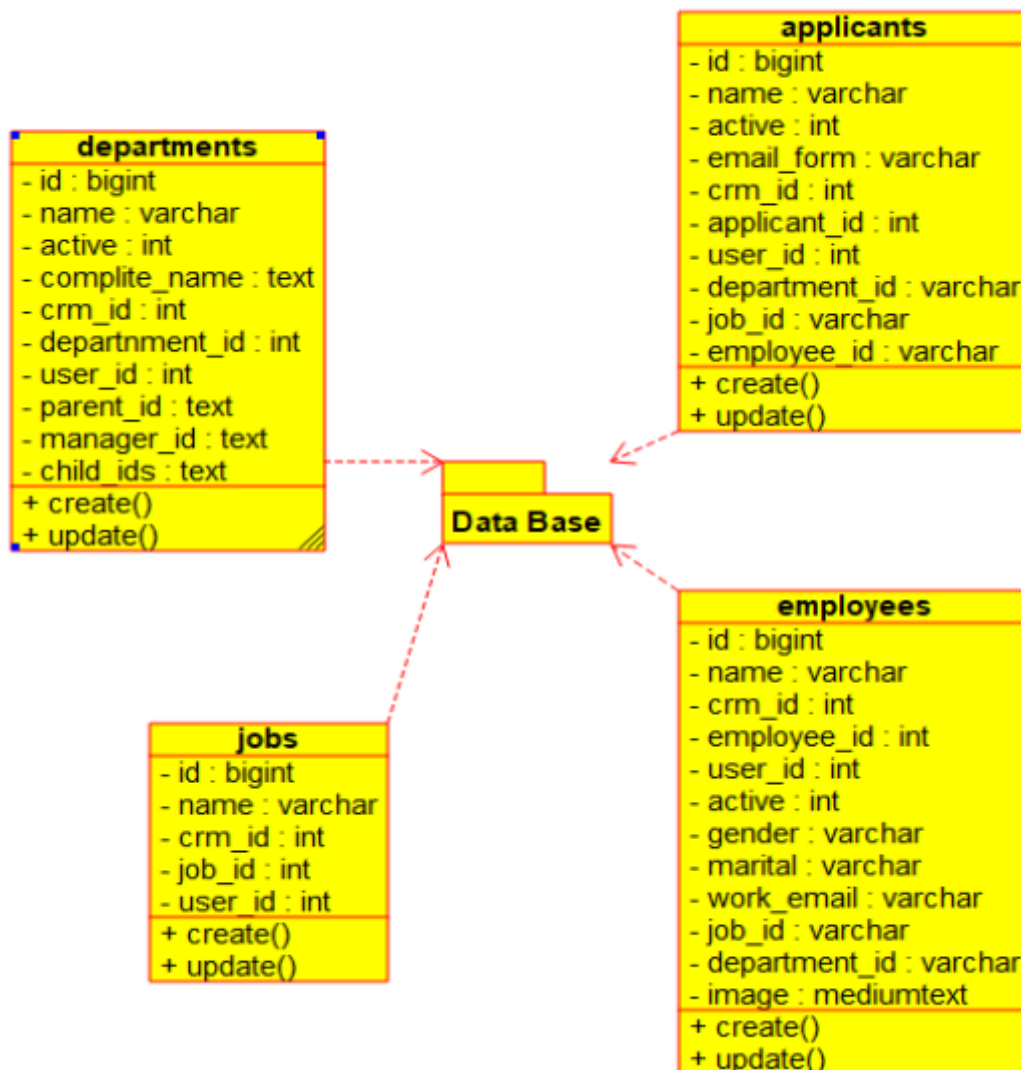 departments
- id : bigint
- name : varchar
- active : int
- complite_name : text
- crm_id : int
- departnment_id : int
- user_id : int
- parent_id : text
- manager_id : text
- child_ids : text
+ create()
+ update()
applicants
- id : bigint
- name : varchar
- active : int
- email_form : varchar
- crm_id : int
- applicant_id : int
- user_id : int
- department_id : varchar
- job_id : varchar
- employee_id : varchar
+ create()
+ update()
Data Base
jobs
- id : bigint
- name : varchar
- crm_id : int
- job_id : int
- user_id : int
+ create()
+ update()
employees
- id : bigint
- name : varchar
- crm_id : int
- employee_id : int
- user_id : int
- active : int
- gender : varchar
- marital : varchar
- work_email : varchar
- job_id : varchar
- department_id : varchar
- image : mediumtext
+ create()
+ update()